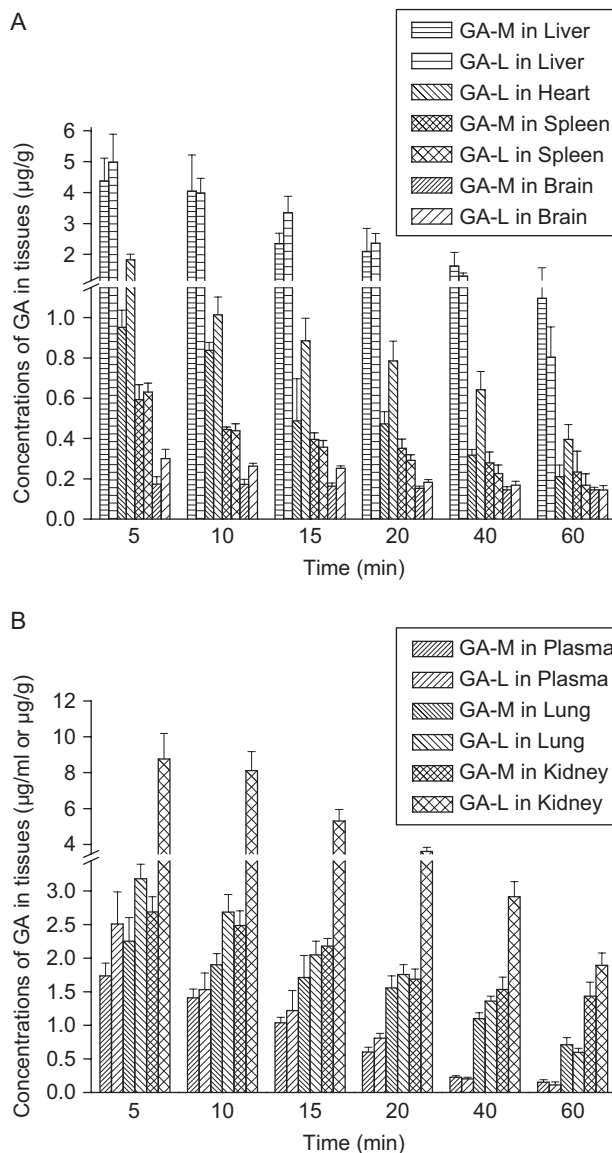 A
GA-M in Liver
GA-L in Liver
GA-L in Heart
GA-M in Spleen
GA-L in Spleen
GA-M in Brain
GA-L in Brain
Concentrations of GA in tissues (µg/g)
6
5
4
3
2
1.0
0.8
0.6
0.4
0.2
0.0
5 10 15 20 40 60
Time (min)
B
GA-M in Plasma
GA-L in Plasma
GA-M in Lung
GA-L in Lung
GA-M in Kidney
GA-L in Kidney
Concentrations of GA in tissues (µg/ml or µg/g)
12
10
8
6
4
3.0
2.5
2.0
1.5
1.0
0.5
0.0
5 10 15 20 40 60
Time (min)